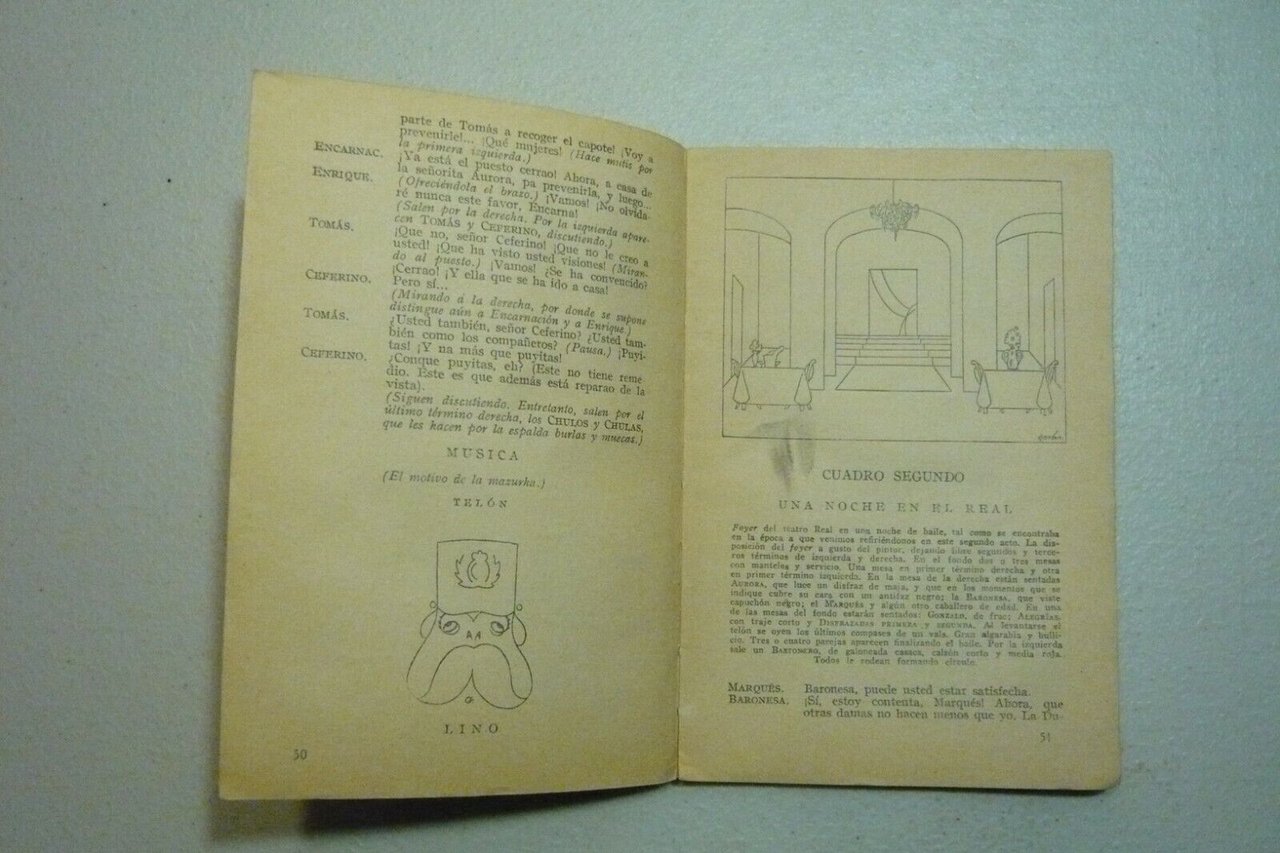 parte de Tomás a recoger el capote! ¡Voy a
prevenirle!... ¡Qué mujeres! (Hace mutis por
la primera izquierda.)
ENCARNAC. ¡Ya está el puesto cerrao! Ahora, a casa de
la señorita Aurora, pa prevenirla, y luego...
ENRIQUE. (Ofreciéndola el brazo.) ¡Vamos! ¡No olvida-
ré nunca este favor, Encarna!
(Salen por la derecha. Por la izquierda apare-
cen TOMÁS y CEFERINO, discutiendo.)
TOMÁS. ¡Que no, señor Ceferino! ¡Que no le creo a
usted! ¡Que ha visto usted visiones! (Miran-
do al puesto.) ¡Vamos! ¿Se ha convencido?
¡Cerrao! ¡Y ella que se ha ido a casa!
CEFERINO. Pero sí...
(Mirando á la derecha, por donde se supone
distingue aún a Encarnación y a Enrique.)
TOMÁS. ¿Usted también, señor Ceferino? ¿Usted tam-
bién como los compañeros? (Pausa.) ¡Puyi-
tas! ¡Y na más que puyitas!
CEFERINO. ¿Conque puyitas, eh? (Este no tiene reme-
dio. Este es que además está reparao de la
vista).
(Siguen discutiendo. Entretanto, salen por el
último término derecha, los CHULOS y CHULAS,
que les hacen por la espalda burlas y muecas.)
MUSICA
(El motivo de la mazurka.)
TELÓN
LINO
50
CUADRO SEGUNDO
UNA NOCHE EN EL REAL
Foyer del teatro Real en una noche de baile, tal como se encontraba
en la época a que venimos refiriéndonos en este segundo acto. La dis-
posición del foyer a gusto del pintor, dejando libre segundos y terce-
ros términos de izquierda y derecha. En el fondo dos o tres mesas
con manteles y servicio. Una mesa en primer término derecha y otra
en primer término izquierda. En la mesa de la derecha están sentadas
AURORA, que luce un disfraz de maja, y que en los momentos que se
indique cubre su cara con un antifaz negro; la BARONESA, que viste
capuchón negro; el MARQUÉS y algún otro caballero de edad. En una
de las mesas del fondo estarán sentados: GONZALO, de frac; ALEGRÍAS,
con traje corto y DISFRAZADAS PRIMERA y SEGUNDA. Al levantarse el
telón se oyen los últimos compases de un vals. Gran algarabía y bulli-
cio. Tres o cuatro parejas aparecen finalizando el baile. Por la izquierda
sale un BASTONERO, de galoneada casaca, calzón corto y media roja.
Todos le rodean formando círculo.
MARQUÉS. Baronesa, puede usted estar satisfecha.
BARONESA. ¡Sí, estoy contenta, Marqués! Ahora, que
otras damas no hacen menos que yo. La Du-
51